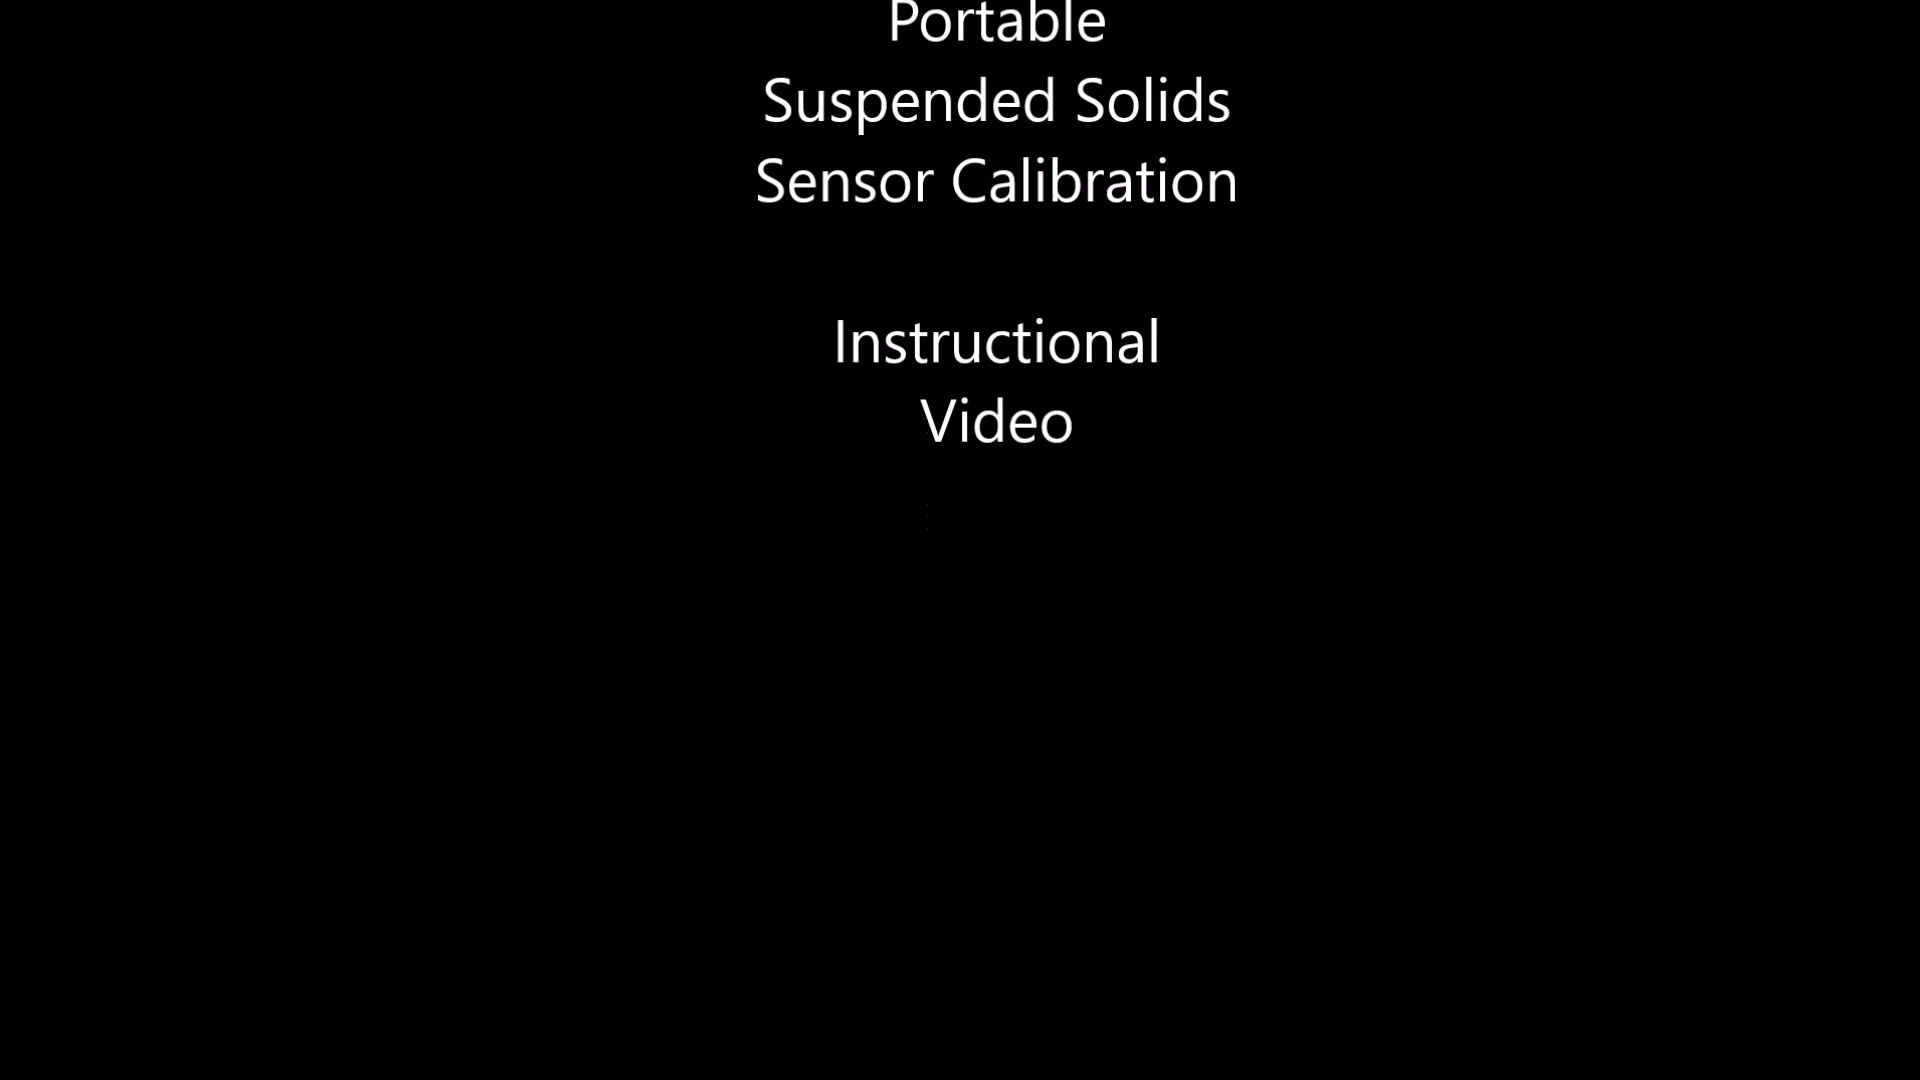 Portable
Suspended Solids
Sensor Calibration
Instructional
Video